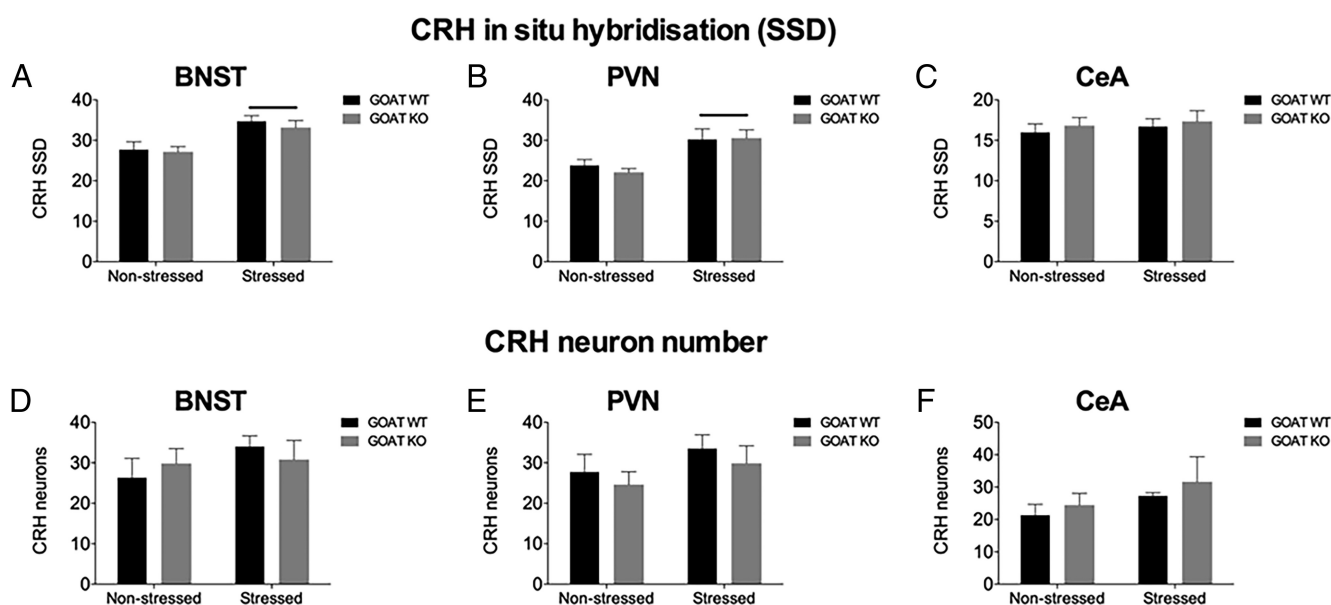 CRH in situ hybridisation (SSD)
A
BNST
40
30
20
10
0
CRH SSD
Non-stressed
Stressed
GOAT WT
GOAT KO
B
PVN
40
30
20
10
0
CRH SSD
Non-stressed
Stressed
GOAT WT
GOAT KO
C
CeA
20
15
10
5
0
CRH SSD
Non-stressed
Stressed
GOAT WT
GOAT KO
CRH neuron number
D
BNST
40
30
20
10
0
CRH neurons
Non-stressed
Stressed
GOAT WT
GOAT KO
E
PVN
40
30
20
10
0
CRH neurons
Non-stressed
Stressed
GOAT WT
GOAT KO
F
CeA
50
40
30
20
10
0
CRH neurons
Non-stressed
Stressed
GOAT WT
GOAT KO